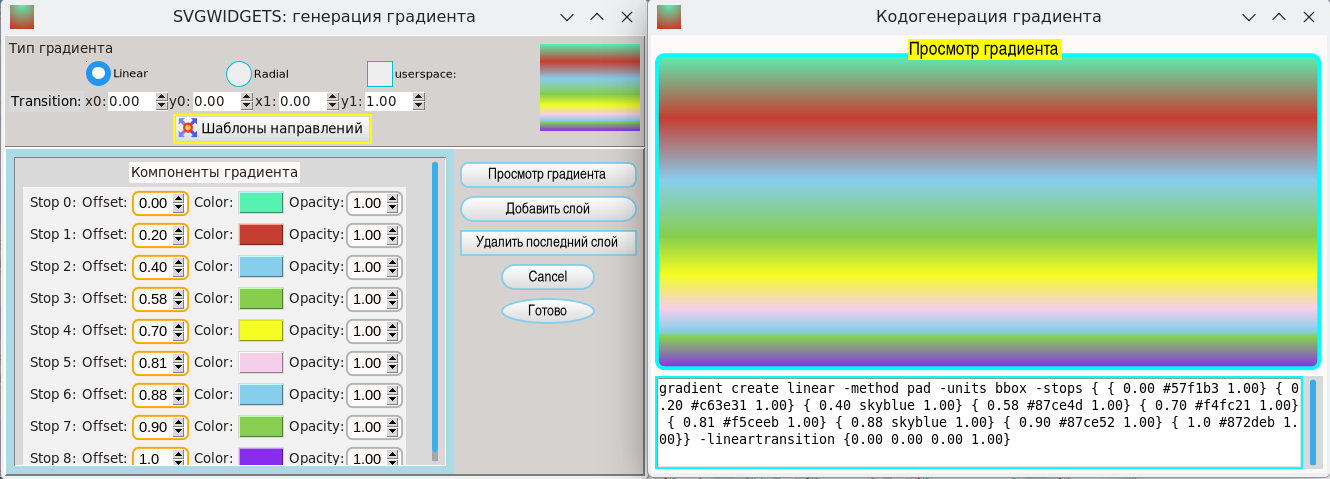 SVGWIDGETS: генерация градиента
Тип градиента
Linear Radial userspace:
Transition: x0: 0.00 y0: 0.00 x1: 0.00 y1: 1.00
Шаблоны направлений
Компоненты градиента
Stop 0: Offset: 0.00 Color: Opacity: 1.00
Stop 1: Offset: 0.20 Color: Opacity: 1.00
Stop 2: Offset: 0.40 Color: Opacity: 1.00
Stop 3: Offset: 0.58 Color: Opacity: 1.00
Stop 4: Offset: 0.70 Color: Opacity: 1.00
Stop 5: Offset: 0.81 Color: Opacity: 1.00
Stop 6: Offset: 0.88 Color: Opacity: 1.00
Stop 7: Offset: 0.90 Color: Opacity: 1.00
Stop 8: Offset: 1.0 Color: Opacity: 1.00
Просмотр градиента
Добавить слой
Удалить последний слой
Cancel
Готово
Кодогенерация градиента
Просмотр градиента
gradient create linear -method pad -units bbox -stops { { 0.00 #57f1b3 1.00} { 0
.20 #c63e31 1.00} { 0.40 skyblue 1.00} { 0.58 #87ce4d 1.00} { 0.70 #f4fc21 1.00}
{ 0.81 #f5ceeb 1.00} { 0.88 skyblue 1.00} { 0.90 #87ce52 1.00} { 1.0 #872deb 1.
00}} -lineartransition {0.00 0.00 0.00 1.00}